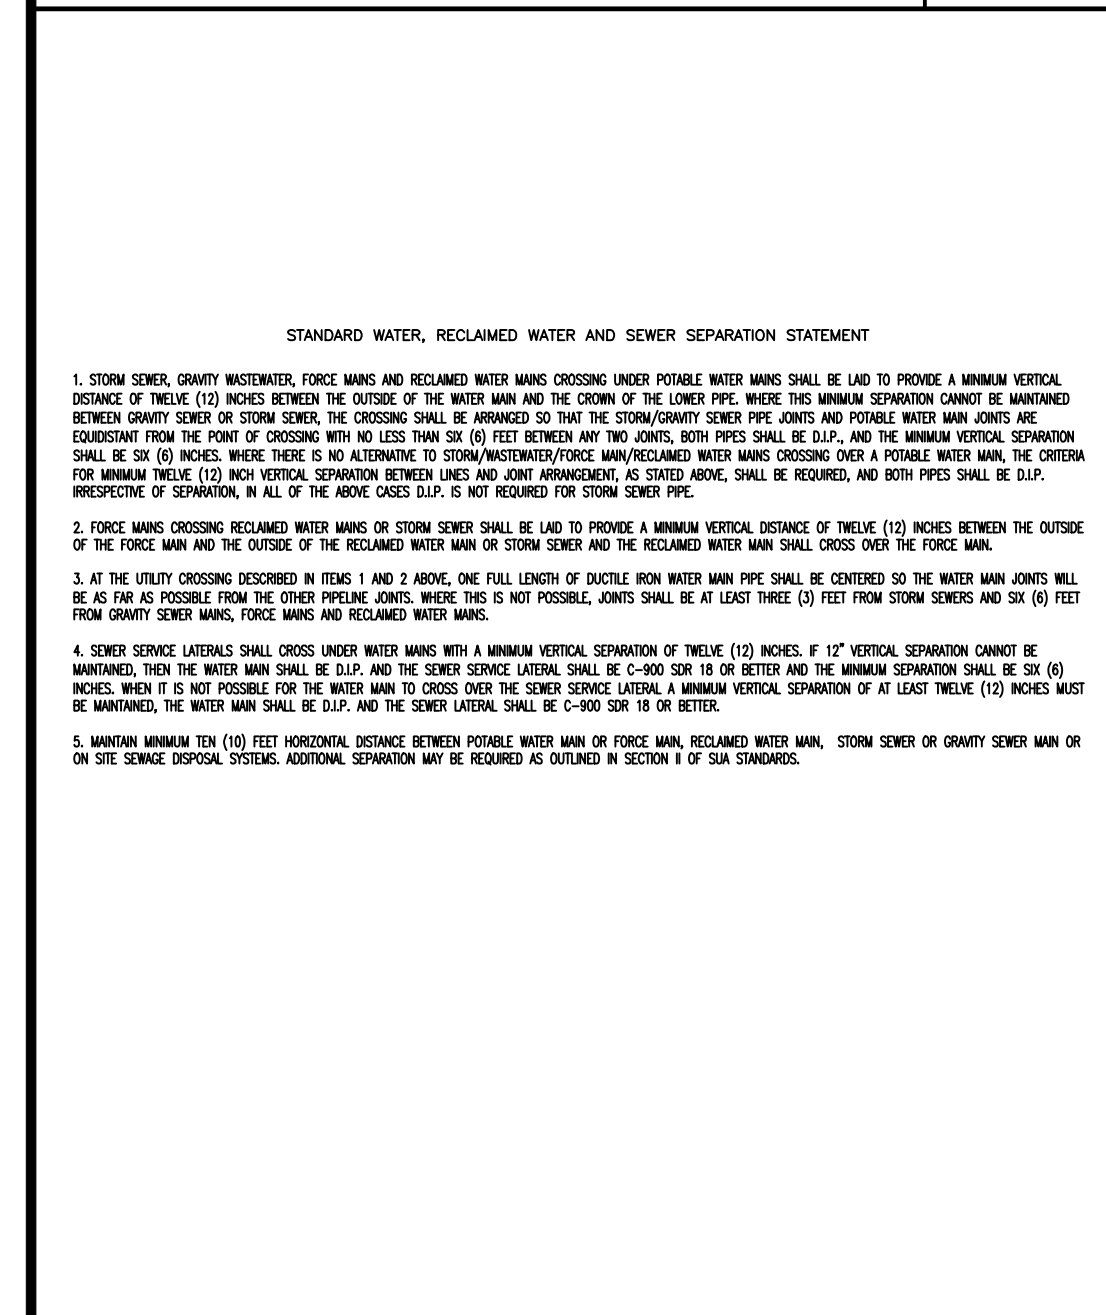 STANDARD WATER, RECLAIMED WATER AND SEWER SEPARATION STATEMENT
1. STORM SEWER, GRAVITY WASTEWATER, FORCE MAINS AND RECLAIMED WATER MAINS CROSSING UNDER POTABLE WATER MAINS SHALL BE LAID TO PROVIDE A MINIMUM VERTICAL
DISTANCE OF TWELVE (12) INCHES BETWEEN THE OUTSIDE OF THE WATER MAIN AND THE CROWN OF THE LOWER PIPE. WHERE THIS MINIMUM SEPARATION CANNOT BE MAINTAINED
BETWEEN GRAVITY SEWER OR STORM SEWER, THE CROSSING SHALL BE ARRANGED SO THAT THE STORM/GRAVITY SEWER PIPE JOINTS AND POTABLE WATER MAIN JOINTS ARE
EQUIDISTANT FROM THE POINT OF CROSSING WITH NO LESS THAN SIX (6) FEET BETWEEN ANY TWO JOINTS, BOTH PIPES SHALL BE D.I.P., AND THE MINIMUM VERTICAL SEPARATION
SHALL BE SIX (6) INCHES. WHERE THERE IS NO ALTERNATIVE TO STORM/WASTEWATER/FORCE MAIN/RECLAIMED WATER MAINS CROSSING OVER A POTABLE WATER MAIN, THE CRITERIA
FOR MINIMUM TWELVE (12) INCH VERTICAL SEPARATION BETWEEN LINES AND JOINT ARRANGEMENT, AS STATED ABOVE, SHALL BE REQUIRED, AND BOTH PIPES SHALL BE D.I.P.
IRRESPECTIVE OF SEPARATION, IN ALL OF THE ABOVE CASES D.I.P. IS NOT REQUIRED FOR STORM SEWER PIPE.
2. FORCE MAINS CROSSING RECLAIMED WATER MAINS OR STORM SEWER SHALL BE LAID TO PROVIDE A MINIMUM VERTICAL DISTANCE OF TWELVE (12) INCHES BETWEEN THE OUTSIDE
OF THE FORCE MAIN AND THE OUTSIDE OF THE RECLAIMED WATER MAIN OR STORM SEWER AND THE RECLAIMED WATER MAIN SHALL CROSS OVER THE FORCE MAIN.
3. AT THE UTILITY CROSSING DESCRIBED IN ITEMS 1 AND 2 ABOVE, ONE FULL LENGTH OF DUCTILE IRON WATER MAIN PIPE SHALL BE CENTERED SO THE WATER MAIN JOINTS WILL
BE AS FAR AS POSSIBLE FROM THE OTHER PIPELINE JOINTS. WHERE THIS IS NOT POSSIBLE, JOINTS SHALL BE AT LEAST THREE (3) FEET FROM STORM SEWERS AND SIX (6) FEET
FROM GRAVITY SEWER MAINS, FORCE MAINS AND RECLAIMED WATER MAINS.
4. SEWER SERVICE LATERALS SHALL CROSS UNDER WATER MAINS WITH A MINIMUM VERTICAL SEPARATION OF TWELVE (12) INCHES. IF 12" VERTICAL SEPARATION CANNOT BE
MAINTAINED, THEN THE WATER MAIN SHALL BE D.I.P. AND THE SEWER SERVICE LATERAL SHALL BE C-900 SDR 18 OR BETTER AND THE MINIMUM SEPARATION SHALL BE SIX (6)
INCHES. WHEN IT IS NOT POSSIBLE FOR THE WATER MAIN TO CROSS OVER THE SEWER SERVICE LATERAL A MINIMUM VERTICAL SEPARATION OF AT LEAST TWELVE (12) INCHES MUST
BE MAINTAINED, THE WATER MAIN SHALL BE D.I.P. AND THE SEWER LATERAL SHALL BE C-900 SDR 18 OR BETTER.
5. MAINTAIN MINIMUM TEN (10) FEET HORIZONTAL DISTANCE BETWEEN POTABLE WATER MAIN OR FORCE MAIN, RECLAIMED WATER MAIN, STORM SEWER OR GRAVITY SEWER MAIN OR
ON SITE SEWAGE DISPOSAL SYSTEMS. ADDITIONAL SEPARATION MAY BE REQUIRED AS OUTLINED IN SECTION II OF SUA STANDARDS.